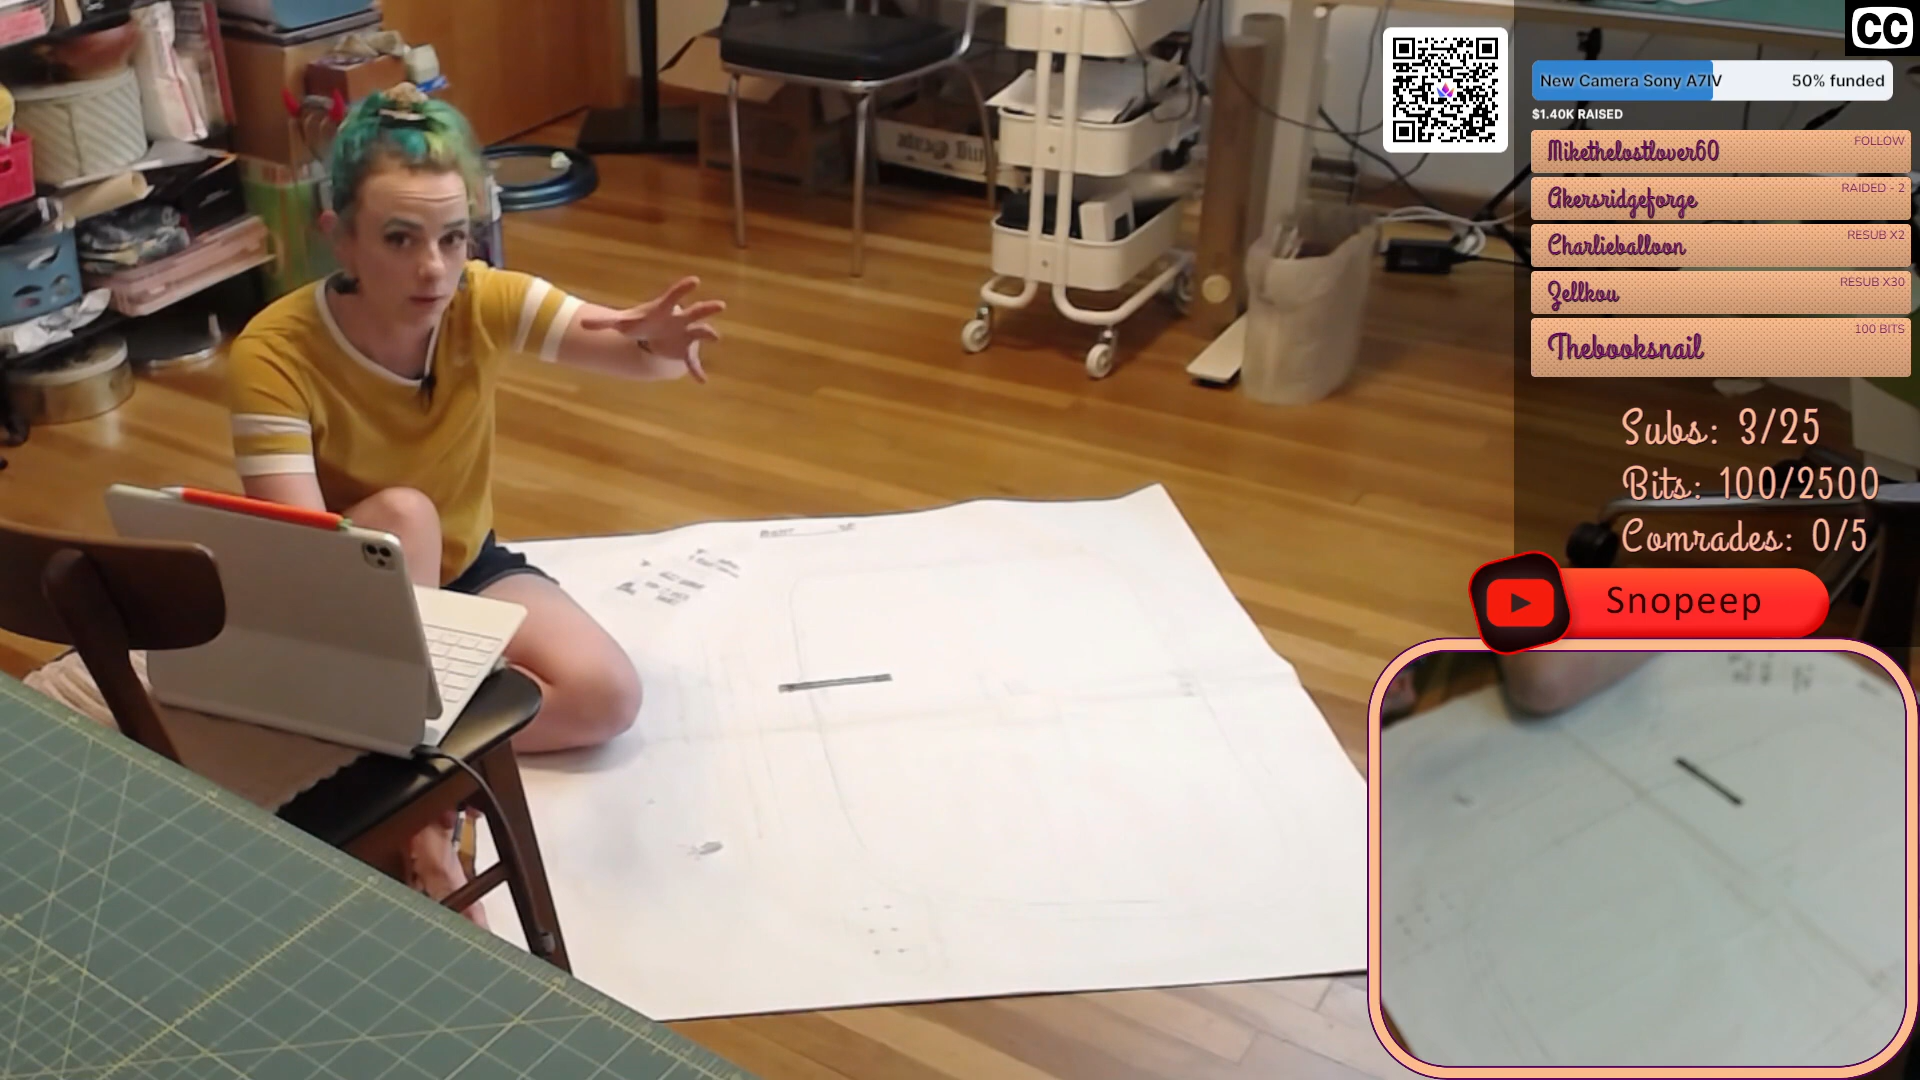 CC
New Camera Sony A7IV 50% funded
$1.40K RAISED
Mikethelostlover60 FOLLOW
Akersridgeforge RAIDED - 2
Charlieballoon RESUB X2
Zellkou RESUB X30
Thebooksnail 100 BITS
Subs: 3/25
Bits: 100/2500
Comrades: 0/5
Snopeep